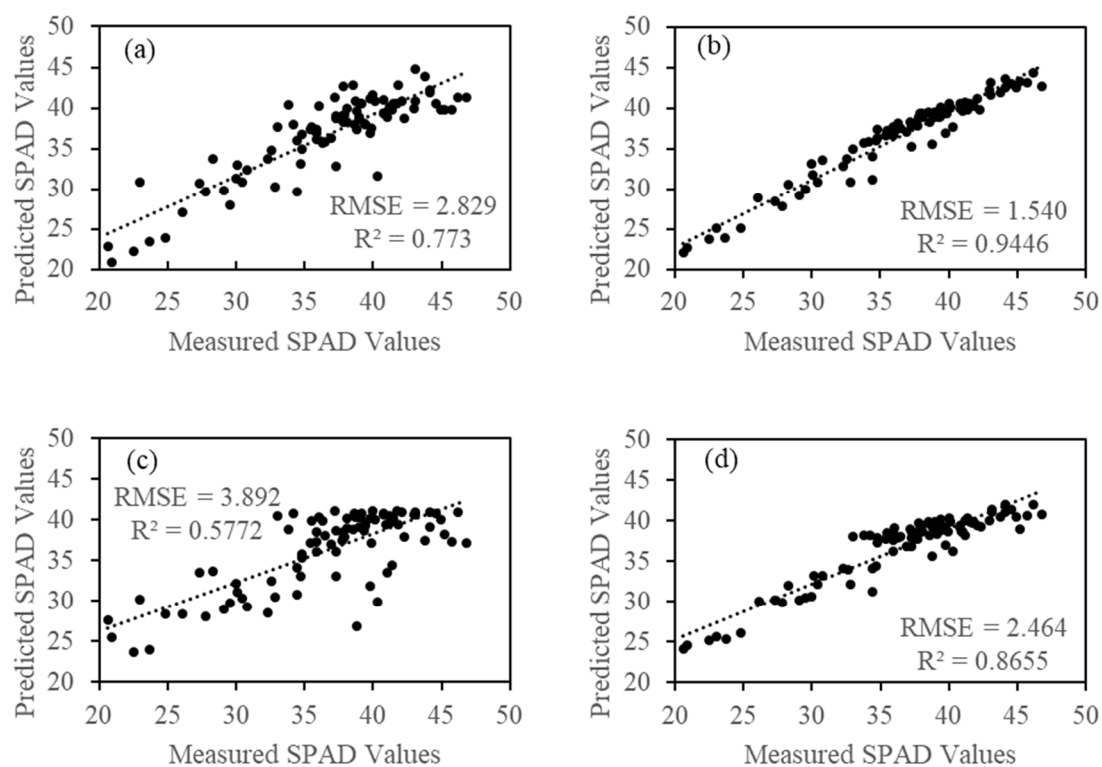 50
45
40
35
30
25
20
Predicted SPAD Values
(a)
RMSE = 2.829
R² = 0.773
20 25 30 35 40 45 50
Measured SPAD Values
50
45
40
35
30
25
20
Predicted SPAD Values
(b)
RMSE = 1.540
R² = 0.9446
20 25 30 35 40 45 50
Measured SPAD Values
50
45
40
35
30
25
20
Predicted SPAD Values
(c)
RMSE = 3.892
R² = 0.5772
20 25 30 35 40 45 50
Measured SPAD Values
50
45
40
35
30
25
20
Predicted SPAD Values
(d)
RMSE = 2.464
R² = 0.8655
20 25 30 35 40 45 50
Measured SPAD Values